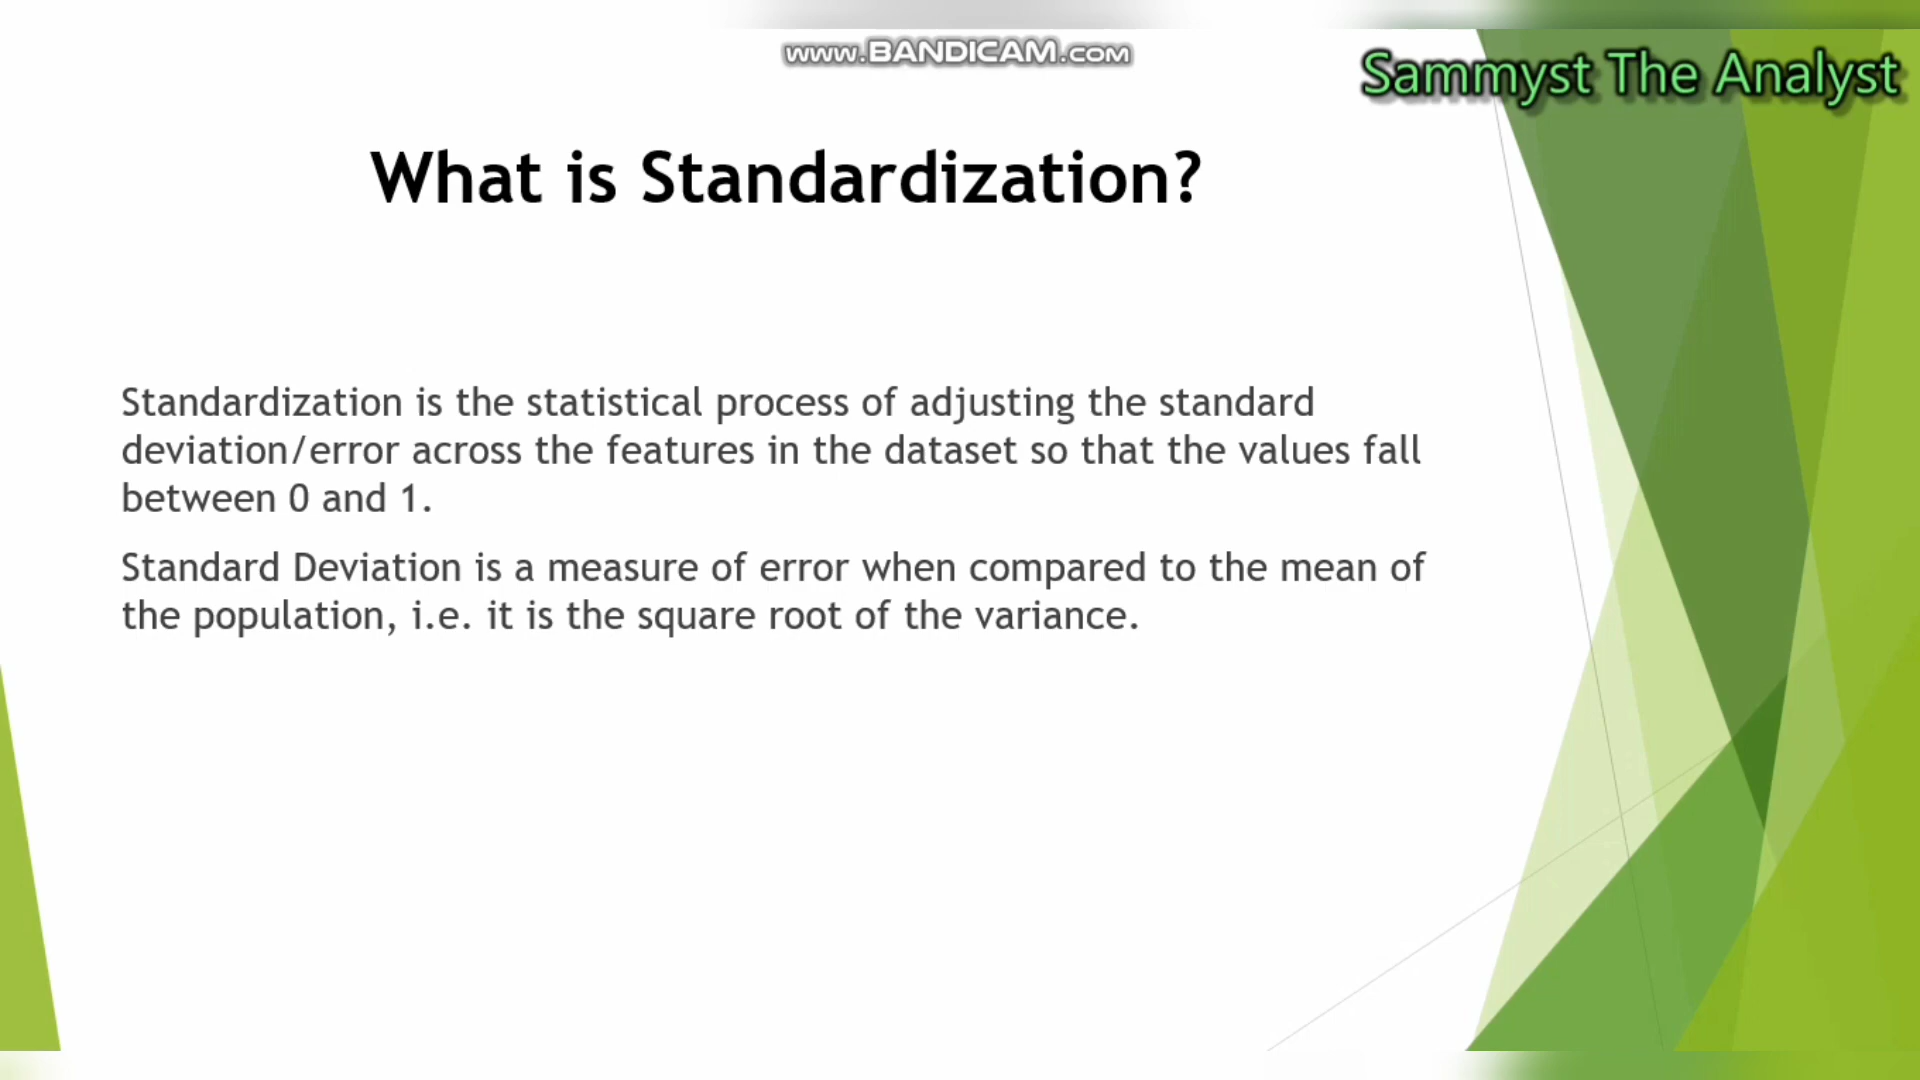 www.BANDICAM.com
Sammyst The Analyst
What is Standardization?
Standardization is the statistical process of adjusting the standard
deviation/error across the features in the dataset so that the values fall
between 0 and 1.
Standard Deviation is a measure of error when compared to the mean of
the population, i.e. it is the square root of the variance.